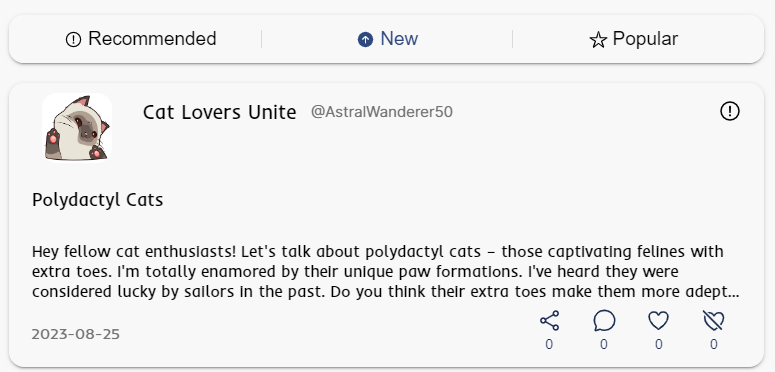 Recommended New Popular
Cat Lovers Unite @AstralWanderer50
Polydactyl Cats
Hey fellow cat enthusiasts! Let's talk about polydactyl cats – those captivating felines with
extra toes. I'm totally enamored by their unique paw formations. I've heard they were
considered lucky by sailors in the past. Do you think their extra toes make them more adept...
2023-08-25
0 0 0 0